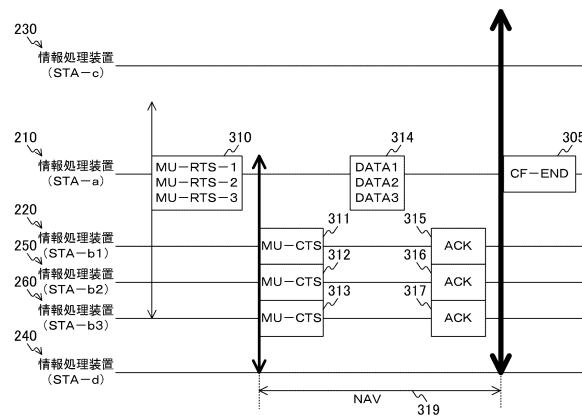 230
情報処理装置
(STA-c)
210
情報処理装置
(STA-a)
MU-RTS-1
MU-RTS-2
MU-RTS-3
310
314
DATA1
DATA2
DATA3
305
CF-END
220
情報処理装置
(STA-b1)
MU-CTS
311
315
ACK
250
情報処理装置
(STA-b2)
MU-CTS
312
316
ACK
260
情報処理装置
(STA-b3)
MU-CTS
313
317
ACK
240
情報処理装置
(STA-d)
NAV
319